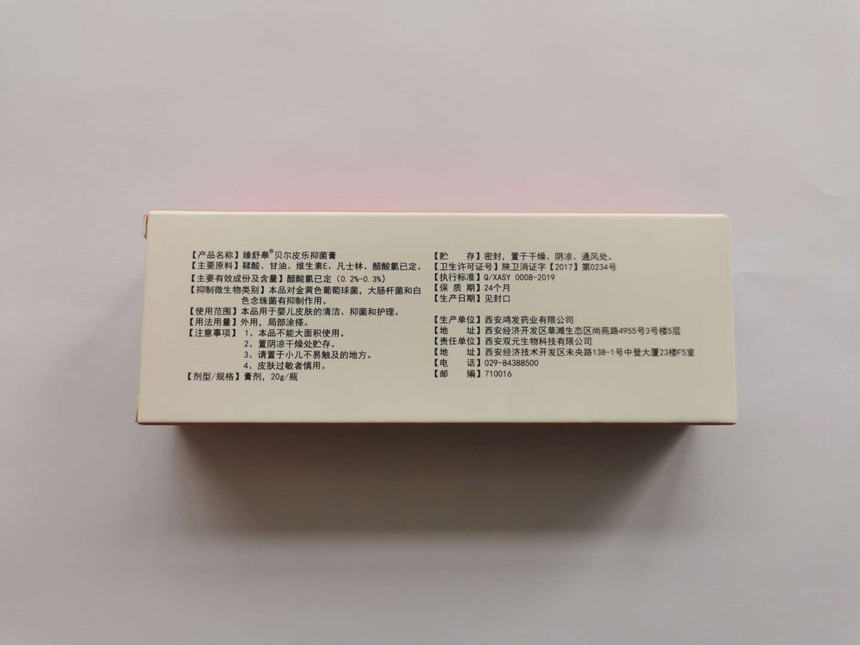 【产品名称】臻舒皋®贝尔皮乐抑菌膏
【主要原料】鞣酸、甘油、维生素E、凡士林、醋酸氯已定。
【主要有效成份及含量】醋酸氯已定（0.2%-0.3%）
【抑制微生物类别】本品对金黄色葡萄球菌，大肠杆菌和白
色念珠菌有抑制作用。
【使用范围】本品用于婴儿皮肤的清洁、抑菌和护理。
【用法用量】外用，局部涂搽。
【注意事项】1、本品不能大面积使用。
2、置阴凉干燥处贮存。
3、请置于小儿不易触及的地方。
4、皮肤过敏者慎用。
【剂型/规格】膏剂，20g/瓶
【贮 存】密封，置于干燥、阴凉、通风处。
【卫生许可证号】陕卫消证字【2017】第0234号
【执行标准】Q/XASY 0008-2019
【保 质 期】24个月
【生产日期】见封口
【生产单位】西安鸿发药业有限公司
【地 址】西安经济开发区草滩生态区尚苑路4955号3号楼5层
【责任单位】西安双元生物科技有限公司
【地 址】西安经济技术开发区未央路138-1号中登大厦23楼F5室
【电 话】029-84388500
【邮 编】710016